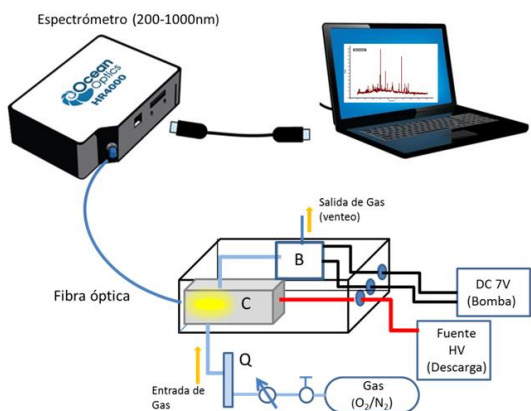 Espectrómetro (200-1000nm)
Ocean
Optics
HR4000
Salida de Gas
(venteo)
B
DC 7V
(Bomba)
Fibra óptica
C
Fuente
HV
(Descarga)
Q
Entrada de
Gas
Gas
(O₂/N₂)